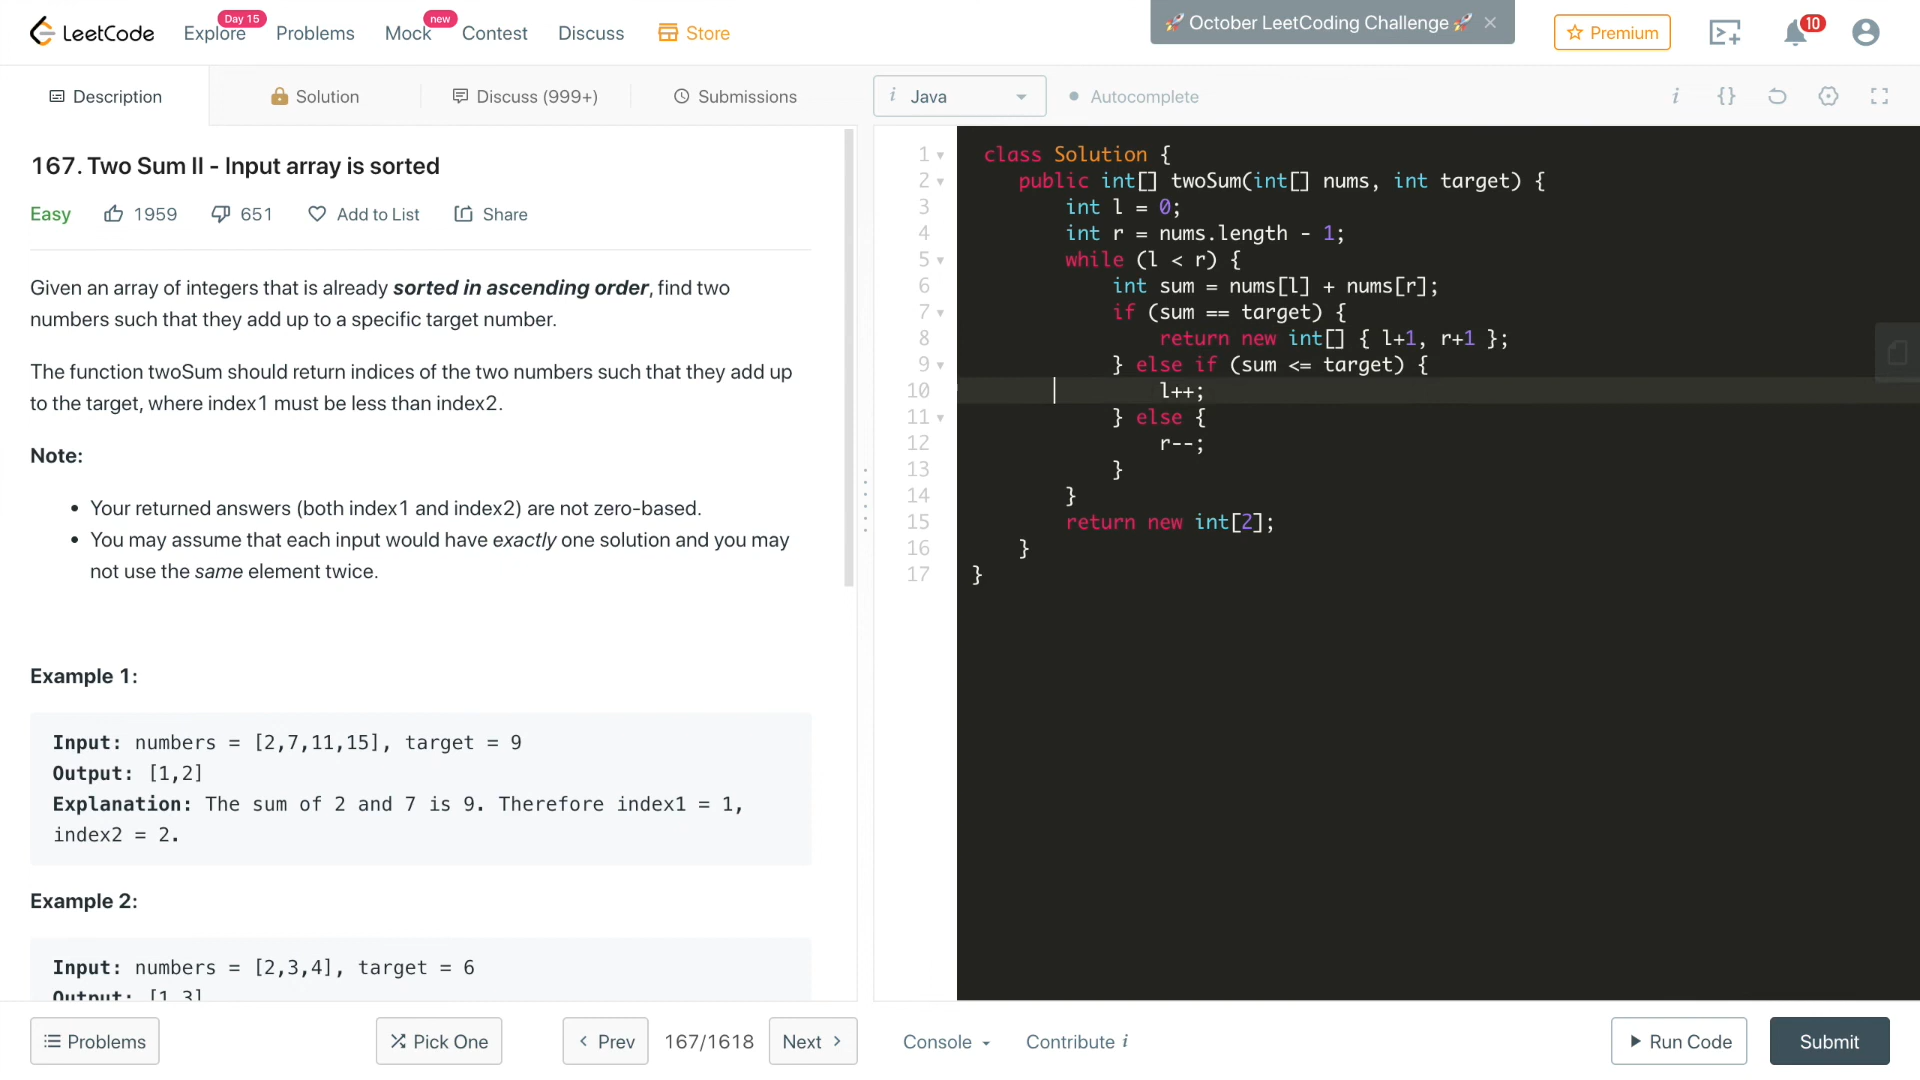 LeetCode
Explore
Day 15
Problems
Mock
new
Contest
Discuss
Store
🚀 October LeetCoding Challenge 🚀 ×
Premium
10
Description
Solution
Discuss (999+)
Submissions
i Java
Autocomplete
i {}
167. Two Sum II - Input array is sorted
Easy
1959
651
Add to List
Share
Given an array of integers that is already sorted in ascending order, find two
numbers such that they add up to a specific target number.
The function twoSum should return indices of the two numbers such that they add up
to the target, where index1 must be less than index2.
Note:
• Your returned answers (both index1 and index2) are not zero-based.
• You may assume that each input would have exactly one solution and you may
not use the same element twice.
Example 1:
Input: numbers = [2,7,11,15], target = 9
Output: [1,2]
Explanation: The sum of 2 and 7 is 9. Therefore index1 = 1,
index2 = 2.
Example 2:
Input: numbers = [2,3,4], target = 6
Output: [1,3]
1 class Solution {
2 public int[] twoSum(int[] nums, int target) {
3 int l = 0;
4 int r = nums.length - 1;
5 while (l < r) {
6 int sum = nums[l] + nums[r];
7 if (sum == target) {
8 return new int[] { l+1, r+1 };
9 } else if (sum <= target) {
10 l++;
11 } else {
12 r--;
13 }
14 }
15 return new int[2];
16 }
17 }
Problems
Pick One
< Prev
167/1618
Next >
Console
Contribute i
Run Code
Submit